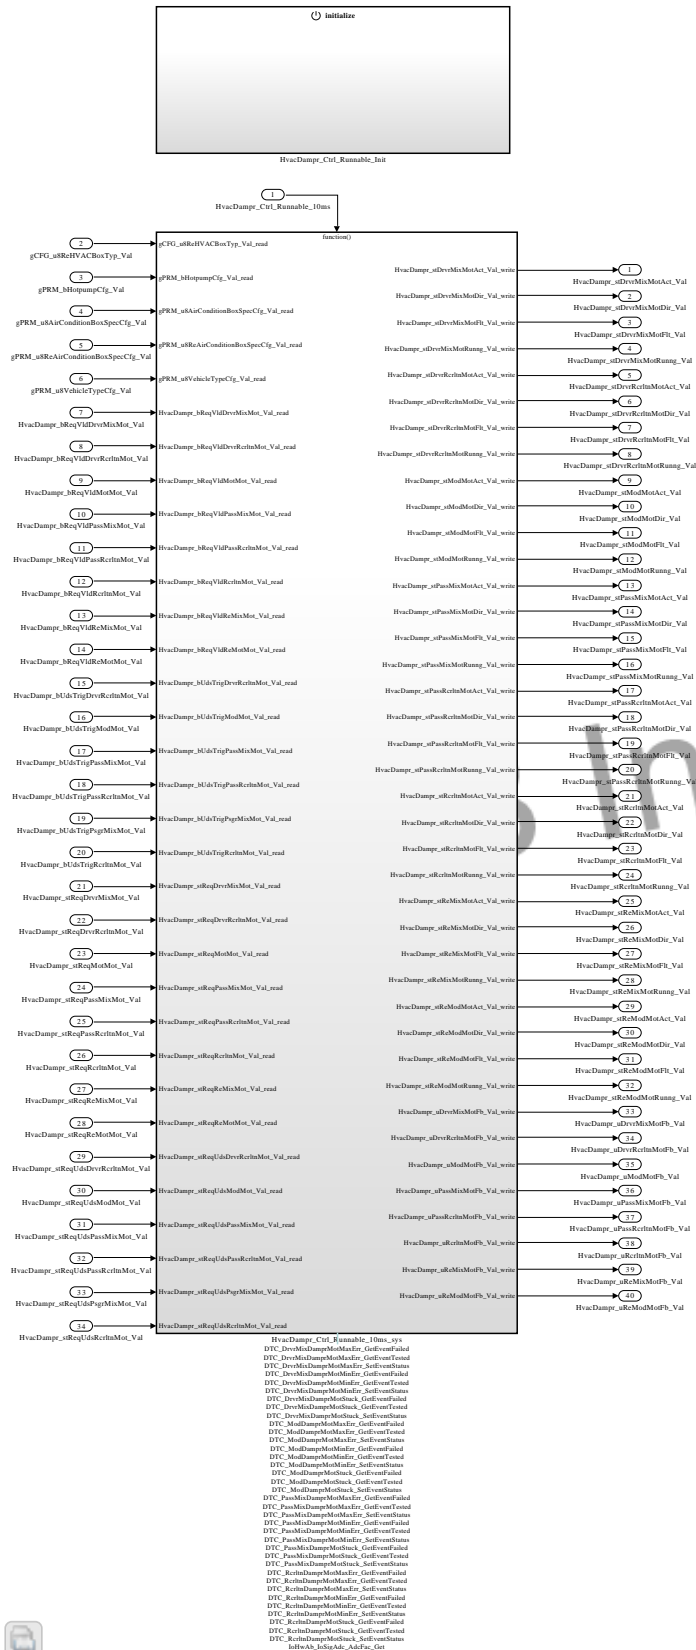 initialize
HvacDampr_Ctrl_Runnable_Init
1
HvacDampr_Ctrl_Runnable_10ms
function()
2
gCFG_u8ReHVACBoxTyp_Val
3
gPRM_bHotpumpCfg_Val
4
gPRM_u8AirConditionBoxSpecCfg_Val
5
gPRM_u8ReAirConditionBoxSpecCfg_Val
6
gPRM_u8VehicleTypeCfg_Val
7
HvacDampr_bReqVldDrvrMixMot_Val
8
HvacDampr_bReqVldDrvrRcrltnMot_Val
9
HvacDampr_bReqVldMotMot_Val
10
HvacDampr_bReqVldPassMixMot_Val
11
HvacDampr_bReqVldPassRcrltnMot_Val
12
HvacDampr_bReqVldRcrltnMot_Val
13
HvacDampr_bReqVldReMixMot_Val
14
HvacDampr_bReqVldReMotMot_Val
15
HvacDampr_bUdsTrigDrvrRcrltnMot_Val
16
HvacDampr_bUdsTrigModMot_Val
17
HvacDampr_bUdsTrigPassMixMot_Val
18
HvacDampr_bUdsTrigPassRcrltnMot_Val
19
HvacDampr_bUdsTrigPsgrMixMot_Val
20
HvacDampr_bUdsTrigRcrltnMot_Val
21
HvacDampr_stReqDrvrMixMot_Val
22
HvacDampr_stReqDrvrRcrltnMot_Val
23
HvacDampr_stReqMotMot_Val
24
HvacDampr_stReqPassMixMot_Val
25
HvacDampr_stReqPassRcrltnMot_Val
26
HvacDampr_stReqRcrltnMot_Val
27
HvacDampr_stReqReMixMot_Val
28
HvacDampr_stReqReMotMot_Val
29
HvacDampr_stReqUdsDrvrRcrltnMot_Val
30
HvacDampr_stReqUdsModMot_Val
31
HvacDampr_stReqUdsPassMixMot_Val
32
HvacDampr_stReqUdsPassRcrltnMot_Val
33
HvacDampr_stReqUdsPsgrMixMot_Val
34
HvacDampr_stReqUdsRcrltnMot_Val
gCFG_u8ReHVACBoxTyp_Val_read
gPRM_bHotpumpCfg_Val_read
gPRM_u8AirConditionBoxSpecCfg_Val_read
gPRM_u8ReAirConditionBoxSpecCfg_Val_read
gPRM_u8VehicleTypeCfg_Val_read
HvacDampr_bReqVldDrvrMixMot_Val_read
HvacDampr_bReqVldDrvrRcrltnMot_Val_read
HvacDampr_bReqVldMotMot_Val_read
HvacDampr_bReqVldPassMixMot_Val_read
HvacDampr_bReqVldPassRcrltnMot_Val_read
HvacDampr_bReqVldRcrltnMot_Val_read
HvacDampr_bReqVldReMixMot_Val_read
HvacDampr_bReqVldReMotMot_Val_read
HvacDampr_bUdsTrigDrvrRcrltnMot_Val_read
HvacDampr_bUdsTrigModMot_Val_read
HvacDampr_bUdsTrigPassMixMot_Val_read
HvacDampr_bUdsTrigPassRcrltnMot_Val_read
HvacDampr_bUdsTrigPsgrMixMot_Val_read
HvacDampr_bUdsTrigRcrltnMot_Val_read
HvacDampr_stReqDrvrMixMot_Val_read
HvacDampr_stReqDrvrRcrltnMot_Val_read
HvacDampr_stReqMotMot_Val_read
HvacDampr_stReqPassMixMot_Val_read
HvacDampr_stReqPassRcrltnMot_Val_read
HvacDampr_stReqRcrltnMot_Val_read
HvacDampr_stReqReMixMot_Val_read
HvacDampr_stReqReMotMot_Val_read
HvacDampr_stReqUdsDrvrRcrltnMot_Val_read
HvacDampr_stReqUdsModMot_Val_read
HvacDampr_stReqUdsPassMixMot_Val_read
HvacDampr_stReqUdsPassRcrltnMot_Val_read
HvacDampr_stReqUdsPsgrMixMot_Val_read
HvacDampr_stReqUdsRcrltnMot_Val_read
HvacDampr_stDrvrMixMotAct_Val_write
HvacDampr_stDrvrMixMotDir_Val_write
HvacDampr_stDrvrMixMotFlt_Val_write
HvacDampr_stDrvrMixMotRunng_Val_write
HvacDampr_stDrvrRcrltnMotAct_Val_write
HvacDampr_stDrvrRcrltnMotDir_Val_write
HvacDampr_stDrvrRcrltnMotFlt_Val_write
HvacDampr_stDrvrRcrltnMotRunng_Val_write
HvacDampr_stModMotAct_Val_write
HvacDampr_stModMotDir_Val_write
HvacDampr_stModMotFlt_Val_write
HvacDampr_stModMotRunng_Val_write
HvacDampr_stPassMixMotAct_Val_write
HvacDampr_stPassMixMotDir_Val_write
HvacDampr_stPassMixMotFlt_Val_write
HvacDampr_stPassMixMotRunng_Val_write
HvacDampr_stPassRcrltnMotAct_Val_write
HvacDampr_stPassRcrltnMotDir_Val_write
HvacDampr_stPassRcrltnMotFlt_Val_write
HvacDampr_stPassRcrltnMotRunng_Val_write
HvacDampr_stRcrltnMotAct_Val_write
HvacDampr_stRcrltnMotDir_Val_write
HvacDampr_stRcrltnMotFlt_Val_write
HvacDampr_stRcrltnMotRunng_Val_write
HvacDampr_stReMixMotAct_Val_write
HvacDampr_stReMixMotDir_Val_write
HvacDampr_stReMixMotFlt_Val_write
HvacDampr_stReMixMotRunng_Val_write
HvacDampr_stReModMotAct_Val_write
HvacDampr_stReModMotDir_Val_write
HvacDampr_stReModMotFlt_Val_write
HvacDampr_stReModMotRunng_Val_write
HvacDampr_uDrvrMixMotFb_Val_write
HvacDampr_uDrvrRcrltnMotFb_Val_write
HvacDampr_uModMotFb_Val_write
HvacDampr_uPassMixMotFb_Val_write
HvacDampr_uPassRcrltnMotFb_Val_write
HvacDampr_uRcrltnMotFb_Val_write
HvacDampr_uReMixMotFb_Val_write
HvacDampr_uReModMotFb_Val_write
1
HvacDampr_stDrvrMixMotAct_Val
2
HvacDampr_stDrvrMixMotDir_Val
3
HvacDampr_stDrvrMixMotFlt_Val
4
HvacDampr_stDrvrMixMotRunng_Val
5
HvacDampr_stDrvrRcrltnMotAct_Val
6
HvacDampr_stDrvrRcrltnMotDir_Val
7
HvacDampr_stDrvrRcrltnMotFlt_Val
8
HvacDampr_stDrvrRcrltnMotRunng_Val
9
HvacDampr_stModMotAct_Val
10
HvacDampr_stModMotDir_Val
11
HvacDampr_stModMotFlt_Val
12
HvacDampr_stModMotRunng_Val
13
HvacDampr_stPassMixMotAct_Val
14
HvacDampr_stPassMixMotDir_Val
15
HvacDampr_stPassMixMotFlt_Val
16
HvacDampr_stPassMixMotRunng_Val
17
HvacDampr_stPassRcrltnMotAct_Val
18
HvacDampr_stPassRcrltnMotDir_Val
19
HvacDampr_stPassRcrltnMotFlt_Val
20
HvacDampr_stPassRcrltnMotRunng_Va
21
HvacDampr_stRcrltnMotAct_Val
22
HvacDampr_stRcrltnMotDir_Val
23
HvacDampr_stRcrltnMotFlt_Val
24
HvacDampr_stRcrltnMotRunng_Val
25
HvacDampr_stReMixMotAct_Val
26
HvacDampr_stReMixMotDir_Val
27
HvacDampr_stReMixMotFlt_Val
28
HvacDampr_stReMixMotRunng_Val
29
HvacDampr_stReModMotAct_Val
30
HvacDampr_stReModMotDir_Val
31
HvacDampr_stReModMotFlt_Val
32
HvacDampr_stReModMotRunng_Val
33
HvacDampr_uDrvrMixMotFb_Val
34
HvacDampr_uDrvrRcrltnMotFb_Val
35
HvacDampr_uModMotFb_Val
36
HvacDampr_uPassMixMotFb_Val
37
HvacDampr_uPassRcrltnMotFb_Val
38
HvacDampr_uRcrltnMotFb_Val
39
HvacDampr_uReMixMotFb_Val
40
HvacDampr_uReModMotFb_Val
HvacDampr_Ctrl_Runnable_10ms_sys
DTC_DrvrMixDamprMotMaxErr_GetEventFailed
DTC_DrvrMixDamprMotMaxErr_GetEventTested
DTC_DrvrMixDamprMotMaxErr_SetEventStatus
DTC_DrvrMixDamprMotMinErr_GetEventFailed
DTC_DrvrMixDamprMotMinErr_GetEventTested
DTC_DrvrMixDamprMotMinErr_SetEventStatus
DTC_DrvrMixDamprMotStuck_GetEventFailed
DTC_DrvrMixDamprMotStuck_GetEventTested
DTC_DrvrMixDamprMotStuck_SetEventStatus
DTC_ModDamprMotMaxErr_GetEventFailed
DTC_ModDamprMotMaxErr_GetEventTested
DTC_ModDamprMotMaxErr_SetEventStatus
DTC_ModDamprMotMinErr_GetEventFailed
DTC_ModDamprMotMinErr_GetEventTested
DTC_ModDamprMotMinErr_SetEventStatus
DTC_ModDamprMotStuck_GetEventFailed
DTC_ModDamprMotStuck_GetEventTested
DTC_ModDamprMotStuck_SetEventStatus
DTC_PassMixDamprMotMaxErr_GetEventFailed
DTC_PassMixDamprMotMaxErr_GetEventTested
DTC_PassMixDamprMotMaxErr_SetEventStatus
DTC_PassMixDamprMotMinErr_GetEventFailed
DTC_PassMixDamprMotMinErr_GetEventTested
DTC_PassMixDamprMotMinErr_SetEventStatus
DTC_PassMixDamprMotStuck_GetEventFailed
DTC_PassMixDamprMotStuck_GetEventTested
DTC_PassMixDamprMotStuck_SetEventStatus
DTC_RcrltnDamprMotMaxErr_GetEventFailed
DTC_RcrltnDamprMotMaxErr_GetEventTested
DTC_RcrltnDamprMotMaxErr_SetEventStatus
DTC_RcrltnDamprMotMinErr_GetEventFailed
DTC_RcrltnDamprMotMinErr_GetEventTested
DTC_RcrltnDamprMotMinErr_SetEventStatus
DTC_RcrltnDamprMotStuck_GetEventFailed
DTC_RcrltnDamprMotStuck_GetEventTested
DTC_RcrltnDamprMotStuck_SetEventStatus
IoHwAb_IoSigAdc_AdcFac_Get